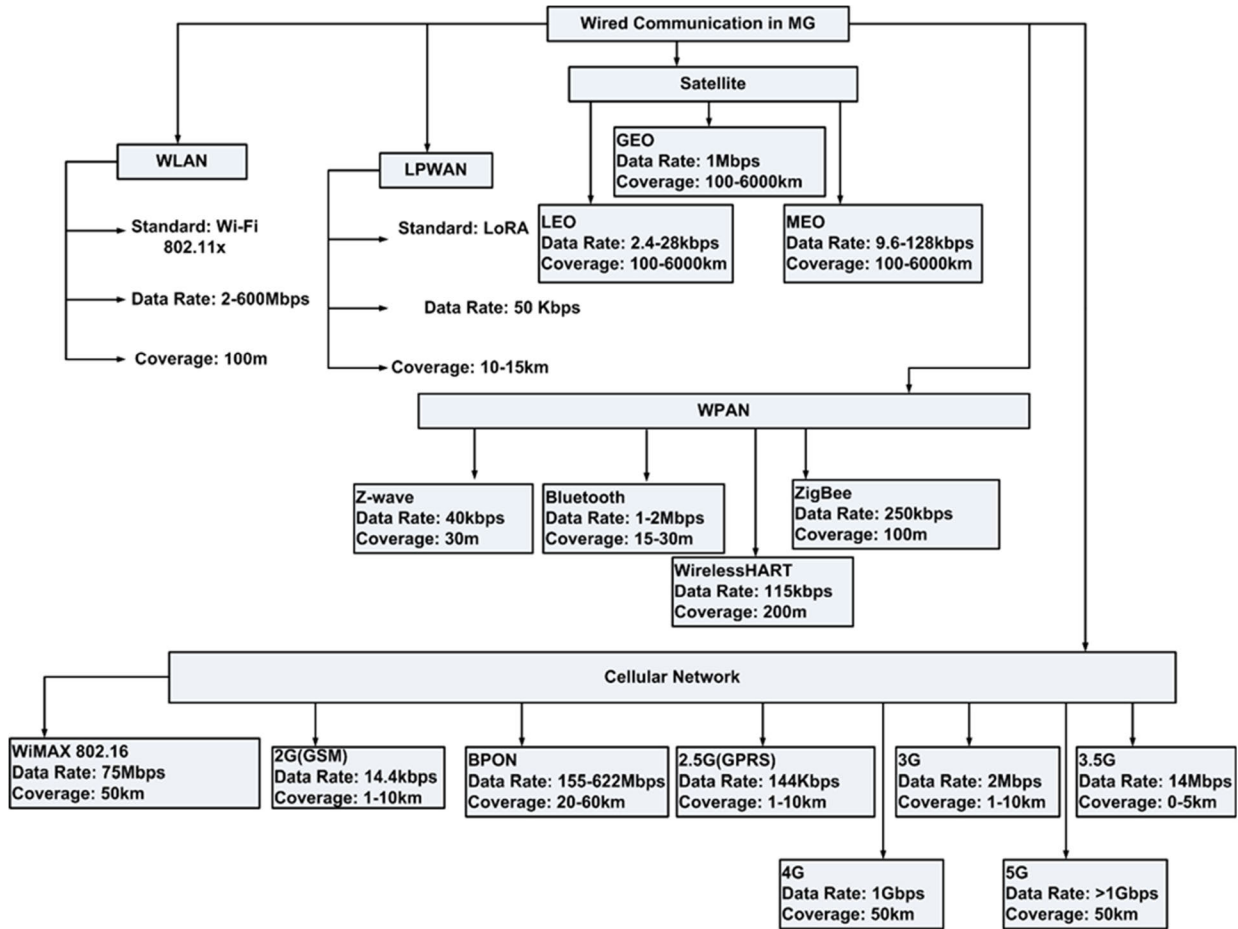 Wired Communication in MG
Satellite
GEO
Data Rate: 1Mbps
Coverage: 100-6000km
LEO
Data Rate: 2.4-28kbps
Coverage: 100-6000km
MEO
Data Rate: 9.6-128kbps
Coverage: 100-6000km
WLAN
Standard: Wi-Fi
802.11x
Data Rate: 2-600Mbps
Coverage: 100m
LPWAN
Standard: LoRA
Data Rate: 50 Kbps
Coverage: 10-15km
WPAN
Z-wave
Data Rate: 40kbps
Coverage: 30m
Bluetooth
Data Rate: 1-2Mbps
Coverage: 15-30m
WirelessHART
Data Rate: 115kbps
Coverage: 200m
ZigBee
Data Rate: 250kbps
Coverage: 100m
Cellular Network
WiMAX 802.16
Data Rate: 75Mbps
Coverage: 50km
2G(GSM)
Data Rate: 14.4kbps
Coverage: 1-10km
BPON
Data Rate: 155-622Mbps
Coverage: 20-60km
2.5G(GPRS)
Data Rate: 144Kbps
Coverage: 1-10km
3G
Data Rate: 2Mbps
Coverage: 1-10km
3.5G
Data Rate: 14Mbps
Coverage: 0-5km
4G
Data Rate: 1Gbps
Coverage: 50km
5G
Data Rate: >1Gbps
Coverage: 50km